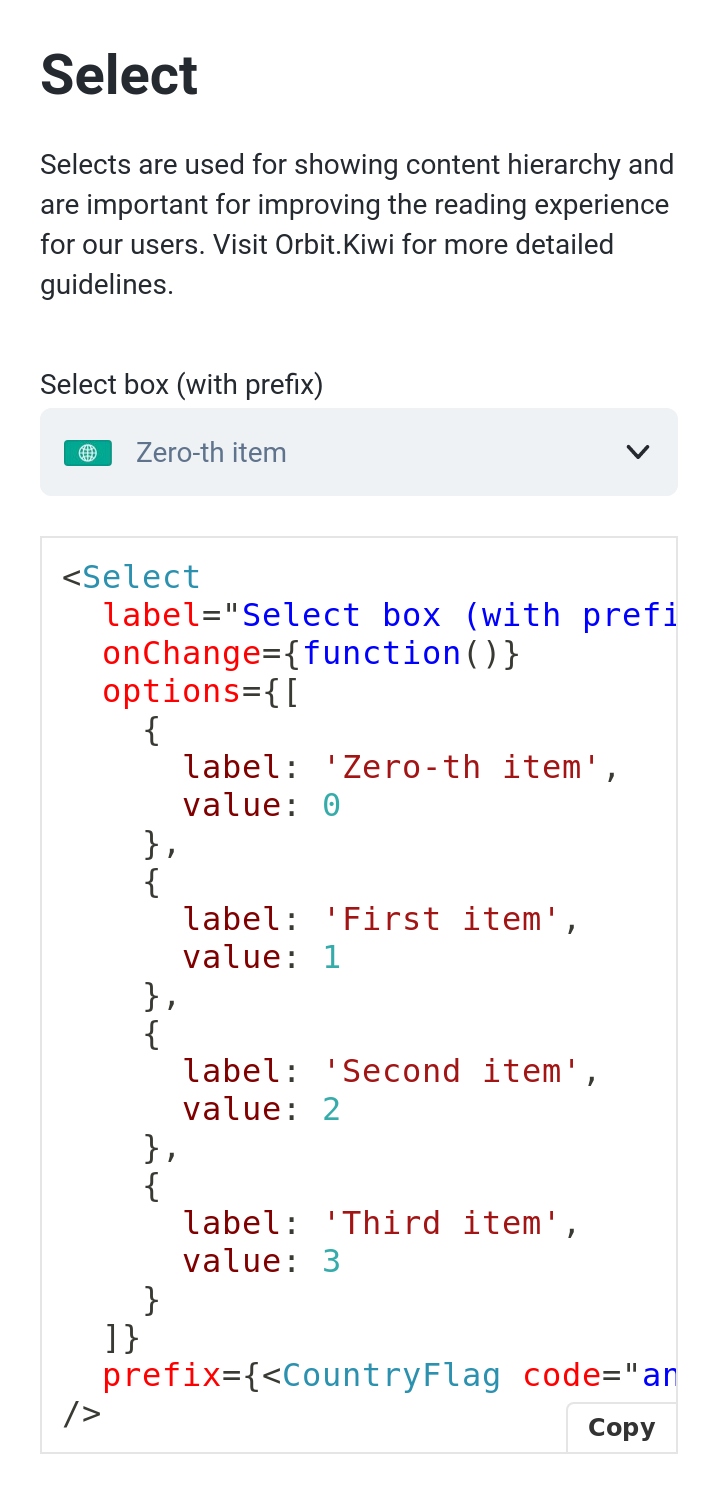 Select
Selects are used for showing content hierarchy and
are important for improving the reading experience
for our users. Visit Orbit.Kiwi for more detailed
guidelines.
Select box (with prefix)
Zero-th item
<Select
  label="Select box (with prefi
  onChange={function()}
  options={[
    {
      label: 'Zero-th item',
      value: 0
    },
    {
      label: 'First item',
      value: 1
    },
    {
      label: 'Second item',
      value: 2
    },
    {
      label: 'Third item',
      value: 3
    }
  ]}
  prefix={<CountryFlag code="an
/>
Copy